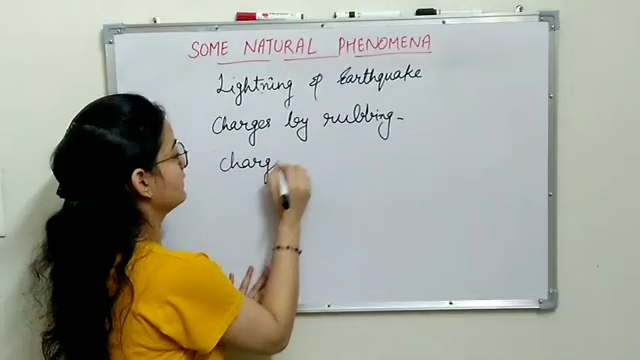 SOME NATURAL PHENOMENA
Lightning & Earthquake
Charges by rubbing-
charg